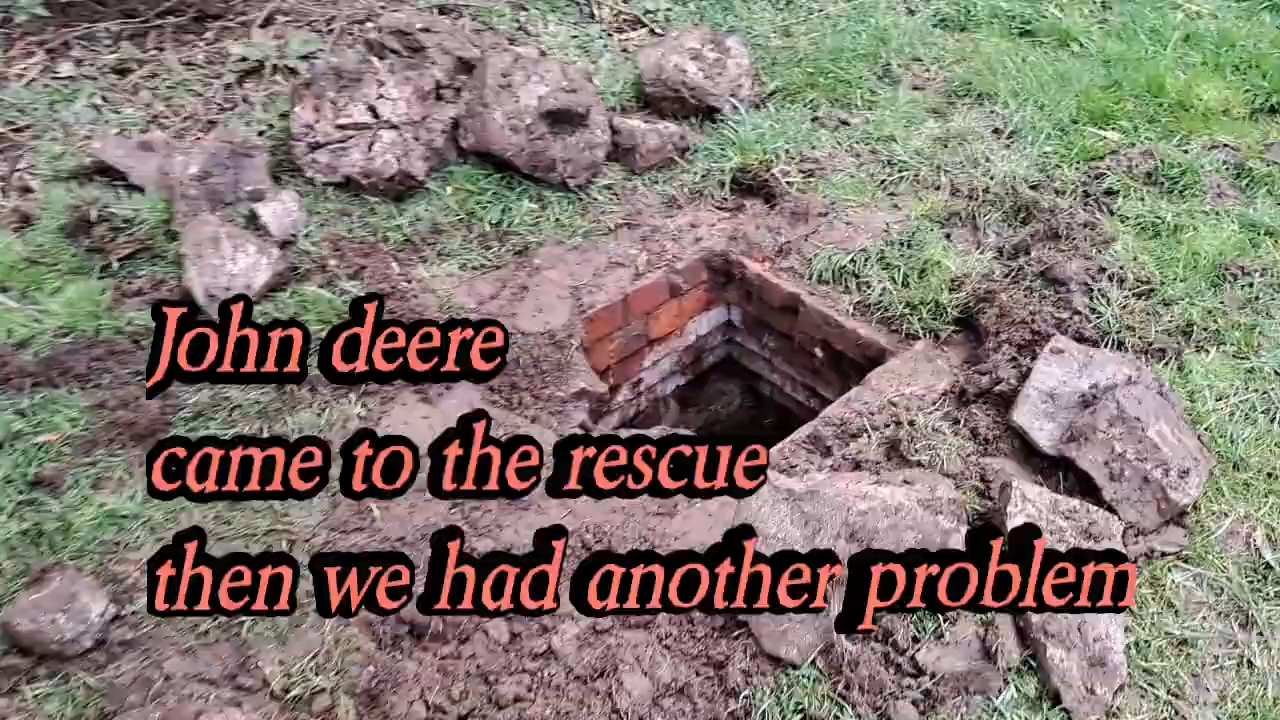 John deere
came to the rescue
then we had another problem